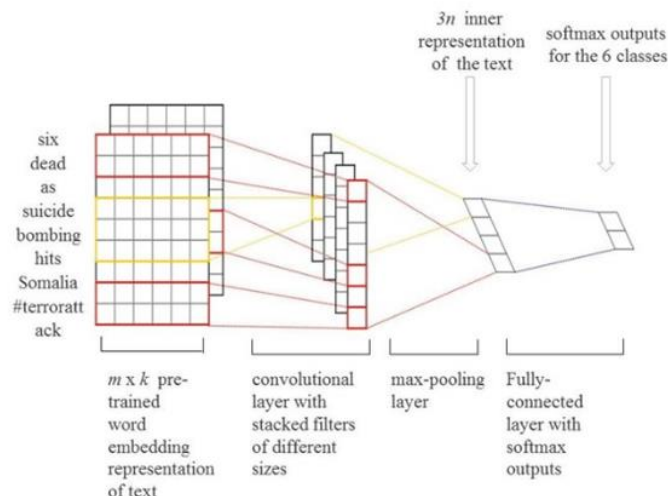 3n inner
representation
of the text
softmax outputs
for the 6 classes
six
dead
as
suicide
bombing
hits
Somalia
#terroratt
ack
m x k pre-
trained
word
embedding
representation
of text
convolutional
layer with
stacked filters
of different
sizes
max-pooling
layer
Fully-
connected
layer with
softmax
outputs